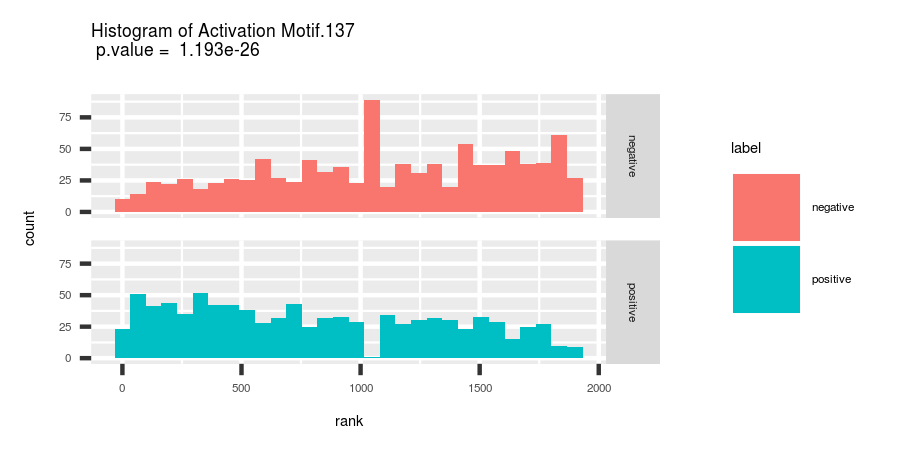 Histogram of Activation Motif.137
p.value = 1.193e-26
75
50
25
0
negative
75
50
25
0
positive
count
0
500
1000
1500
2000
rank
label
negative
positive